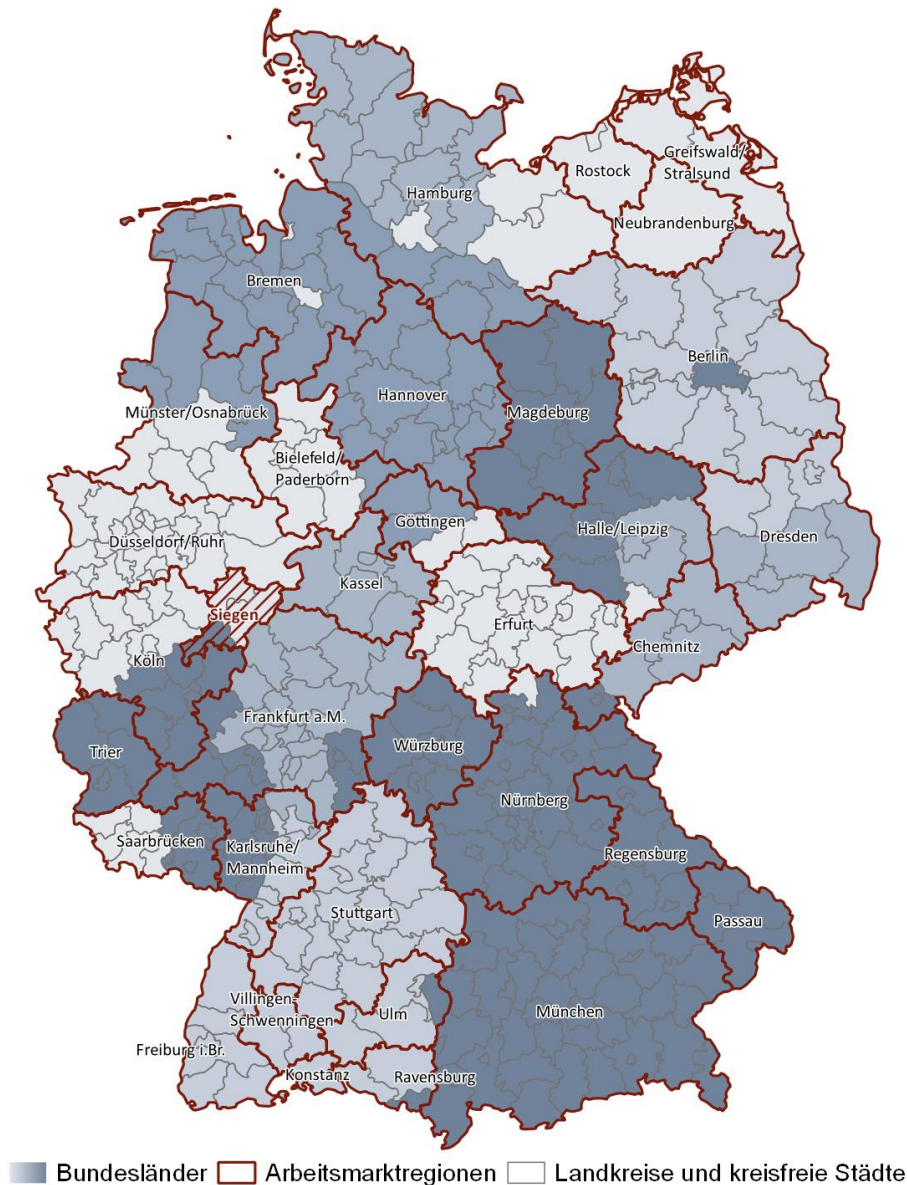 Rostock
Greifswald/
Stralsund
Hamburg
Neubrandenburg
Bremen
Berlin
Hannover
Magdeburg
Münster/Osnabrück
Bielefeld/
Paderborn
Göttingen
Halle/Leipzig
Düsseldorf/Ruhr
Dresden
Kassel
Siegen
Erfurt
Chemnitz
Köln
Frankfurt a.M.
Trier
Würzburg
Nürnberg
Saarbrücken
Karlsruhe/
Mannheim
Regensburg
Stuttgart
Passau
Villingen-
Schwenningen
Ulm
München
Freiburg i.Br.
Konstanz
Ravensburg
Bundesländer Arbeitsmarktregionen Landkreise und kreisfreie Städte